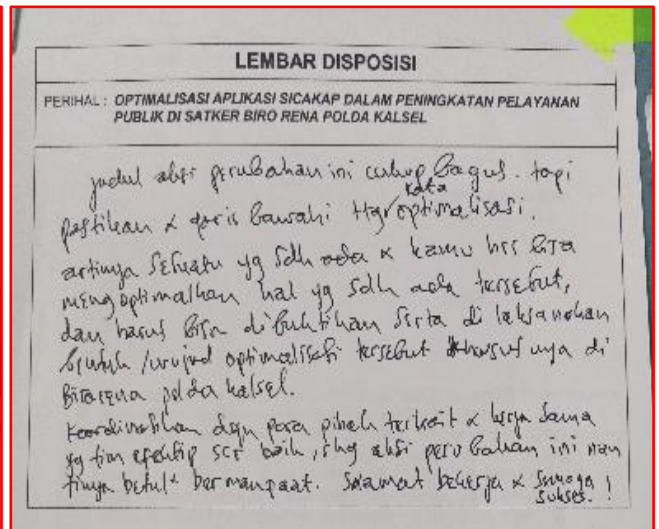 LEMBAR DISPOSISI
PERIHAL : OPTIMALISASI APLIKASI SICAKAP DALAM PENINGKATAN PELAYANAN
PUBLIK DI SATKER BIRO RENA POLDA KALSEL
judul aksi perubahan ini cukup bagus. tapi
pastikan & garis bawahi ttg kata optimalisasi.
artinya sesuatu yg sdh ada & kamu hrs bisa
mengoptimalkan hal yg sdh ada tersebut,
dan harus bisa dibuktikan serta di laksanakan
bentuk / wujud optimalisasi tersebut khususnya di
Birorena polda kalsel.
Koordinasikan dgn para pihak terkait & kerja sama
yg tim efektip scr baik, shg aksi perubahan ini nan
tinya betul² bermanpaat. Selamat bekerja & Semoga
sukses. !